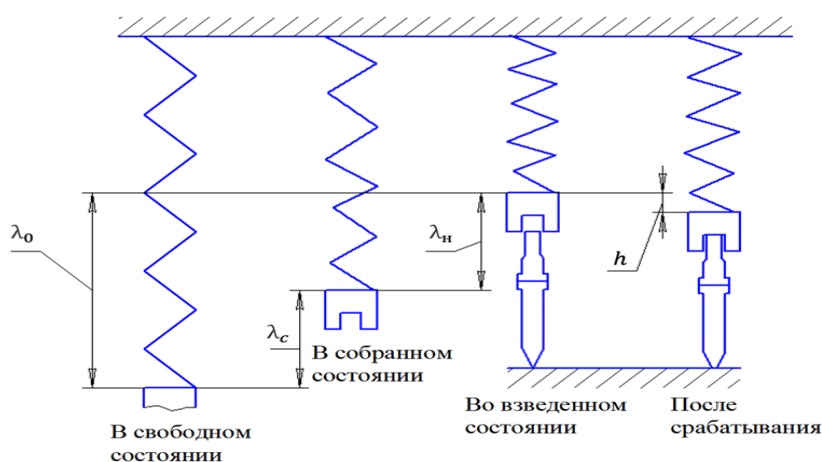 λ₀
λн
h
λc
В собранном
состоянии
В свободном
состоянии
Во взведенном
состоянии
После
срабатывания